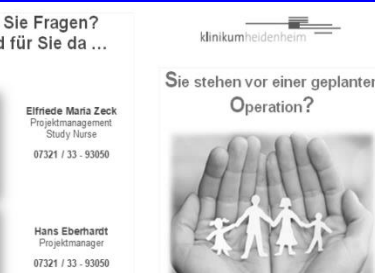 Sie Fragen?
d für Sie da ...
Elfriede Maria Zeck
Projektmanagement
Study Nurse
07321 / 33 - 93050
Hans Eberhardt
Projektmanager
07321 / 33 - 93050
klinikumheidenheim
Sie stehen vor einer geplanten
Operation?